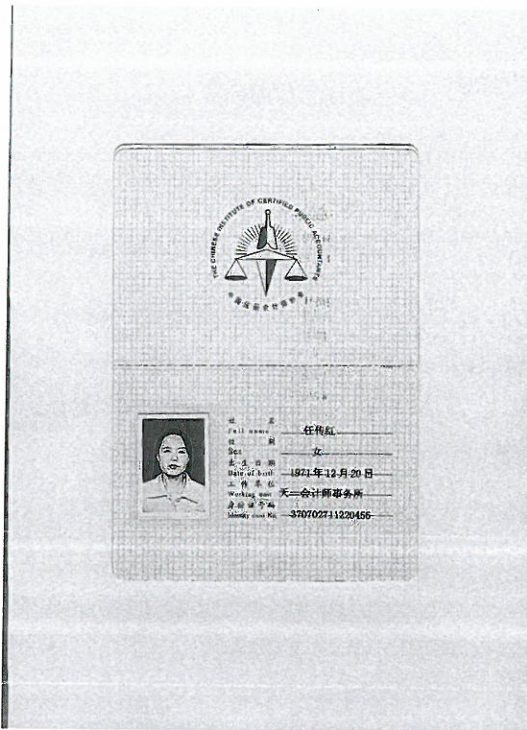 THE CHINESE INSTITUTE OF CERTIFIED PUBLIC ACCOUNTANTS
中国注册会计师协会
姓 名
Full name 任传红
性 别
Sex 女
出生日期
Date of birth 1971年12月20日
工作单位
Working unit 天一会计师事务所
身份证号码
Identity card No. 370702711220456